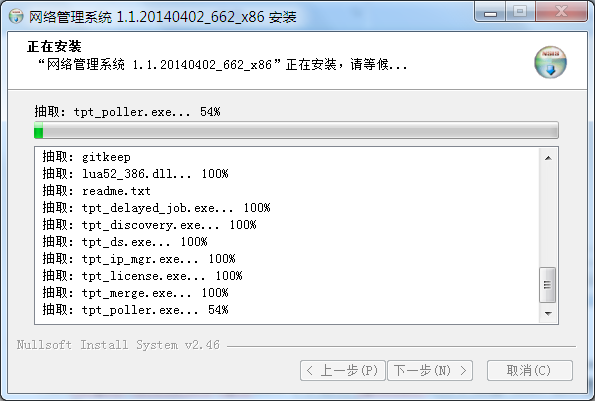 网络管理系统 1.1.20140402_662_x86 安装
正在安装
“网络管理系统 1.1.20140402_662_x86”正在安装，请等候...
抽取: tpt_poller.exe... 54%
抽取: gitkeep
抽取: lua52_386.dll... 100%
抽取: readme.txt
抽取: tpt_delayed_job.exe... 100%
抽取: tpt_discovery.exe... 100%
抽取: tpt_ds.exe... 100%
抽取: tpt_ip_mgr.exe... 100%
抽取: tpt_license.exe... 100%
抽取: tpt_merge.exe... 100%
抽取: tpt_poller.exe... 54%
Nullsoft Install System v2.46
< 上一步(P) 下一步(N) > 取消(C)